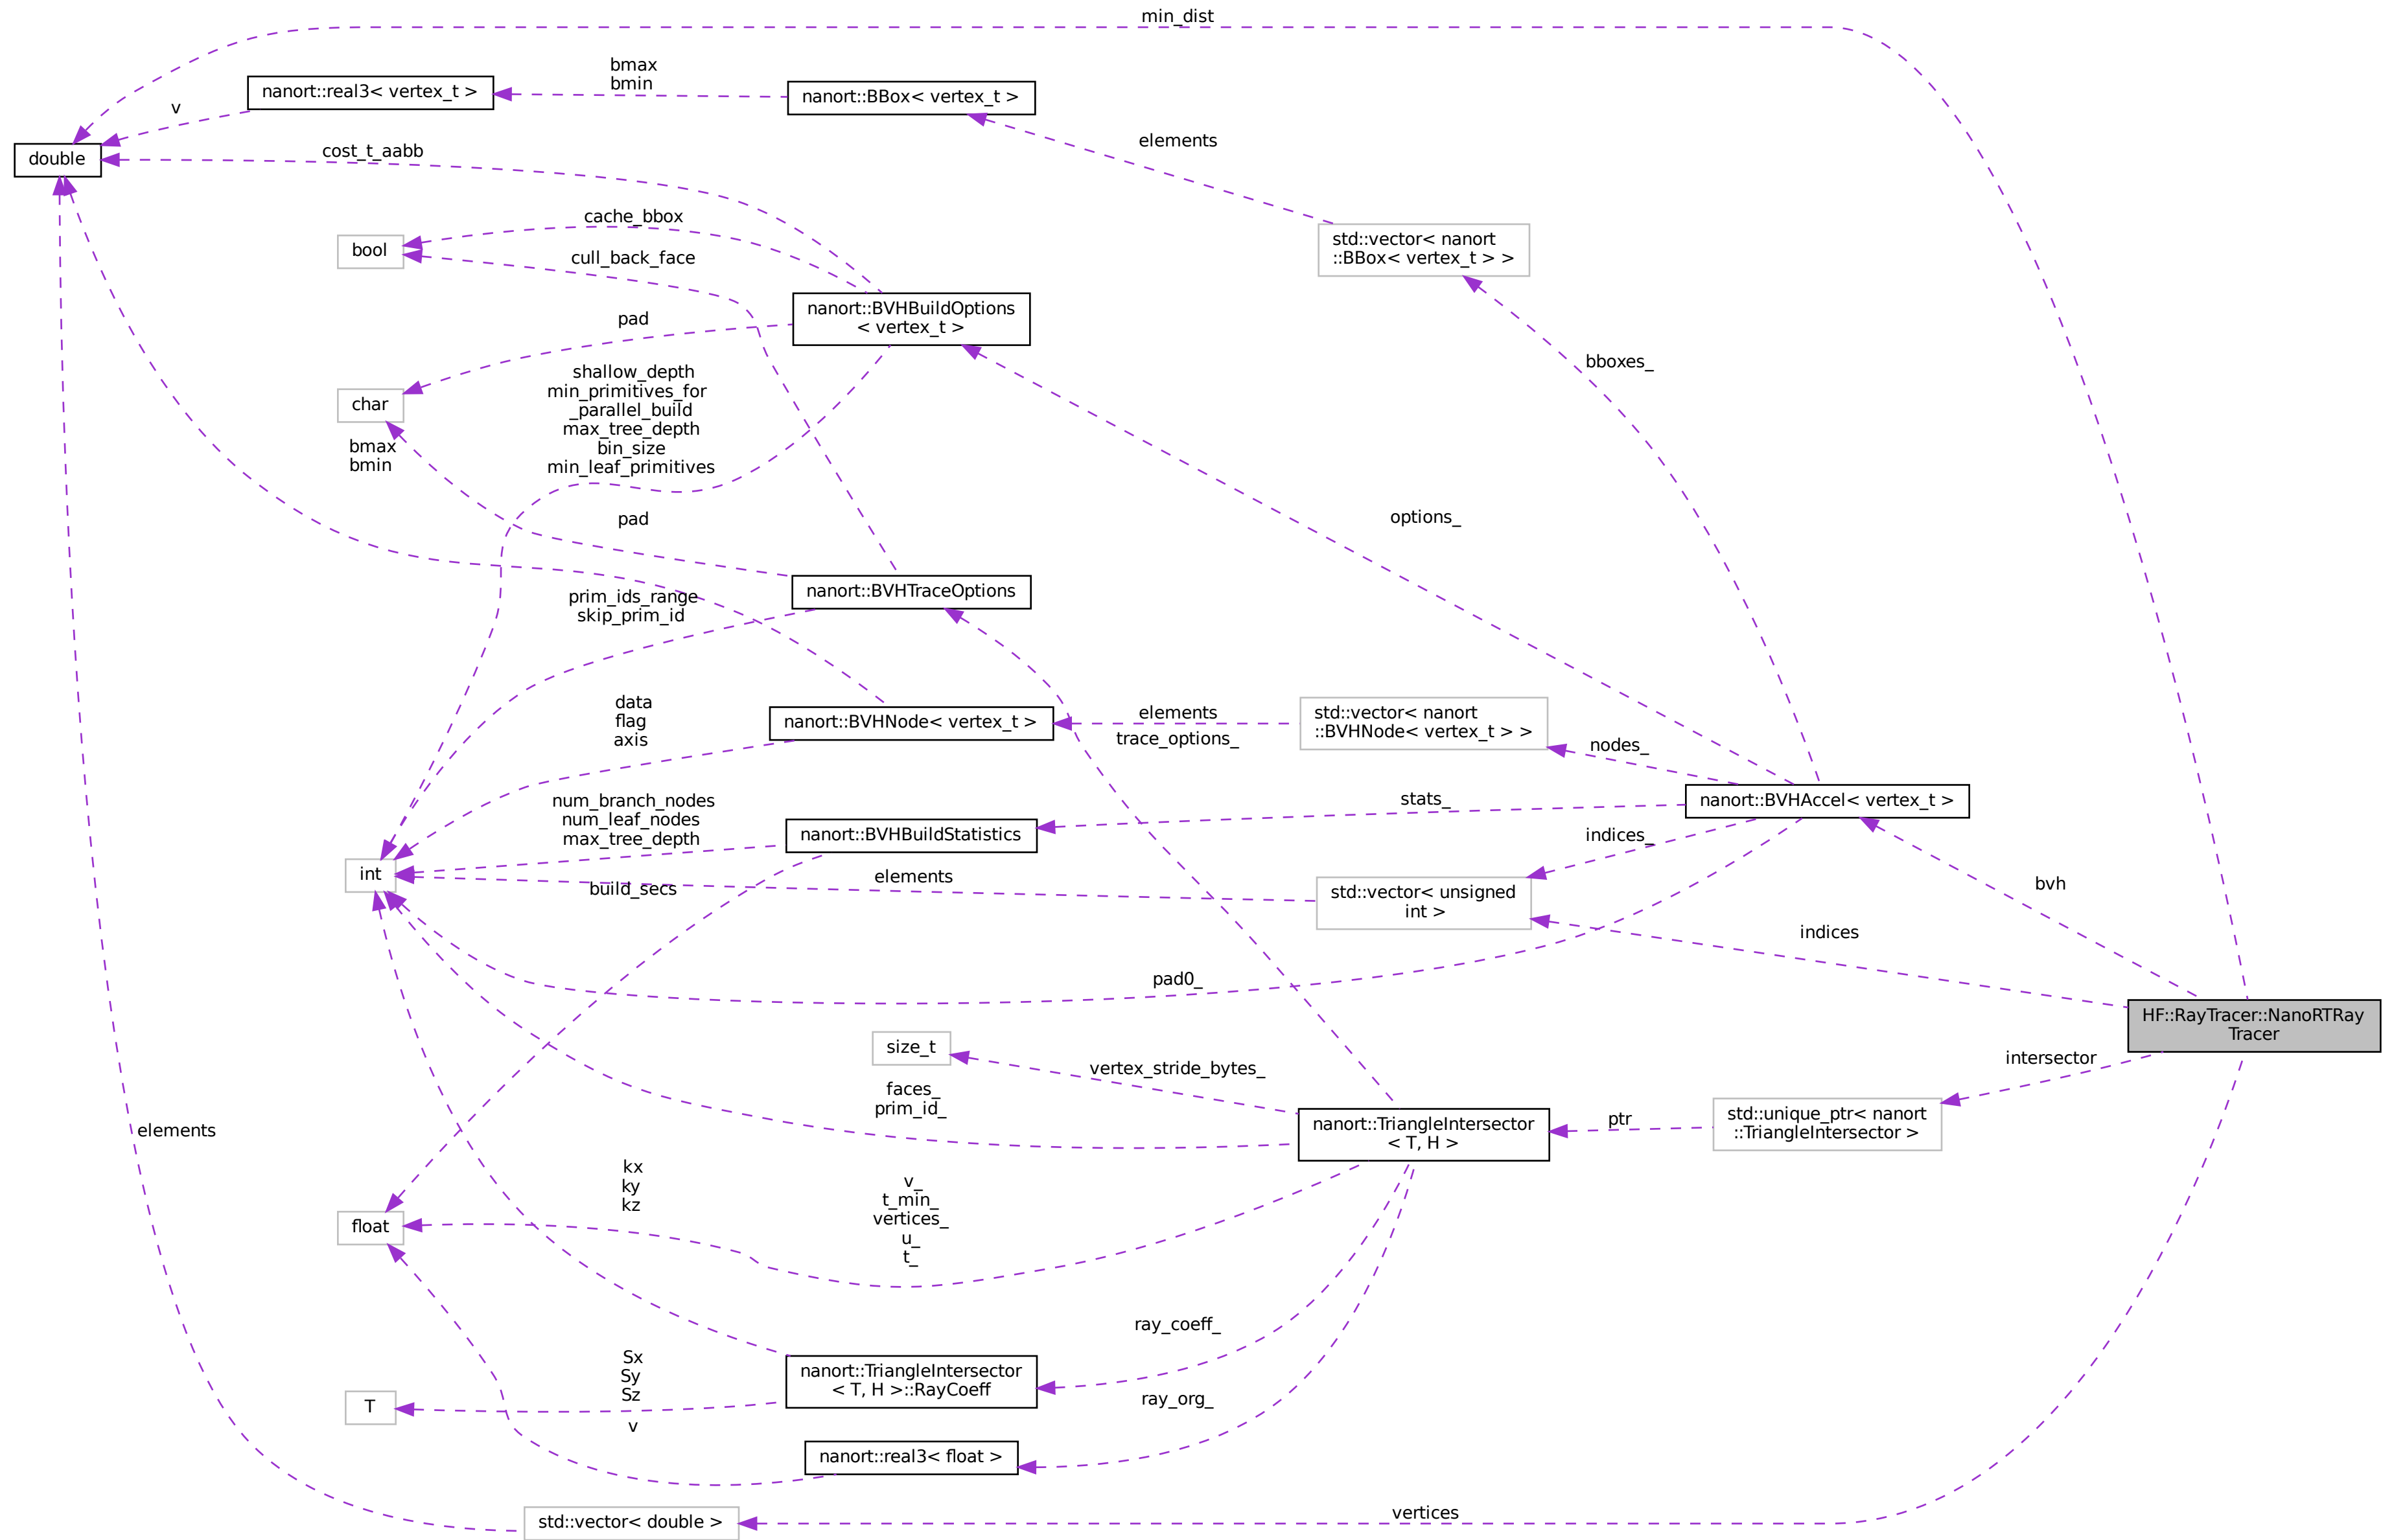 min_dist
bmax
bmin
nanort::real3< vertex_t >
nanort::BBox< vertex_t >
v
elements
cost_t_aabb
double
cache_bbox
bool
cull_back_face
std::vector< nanort
::BBox< vertex_t > >
nanort::BVHBuildOptions
< vertex_t >
pad
bboxes_
shallow_depth
min_primitives_for
_parallel_build
max_tree_depth
bin_size
min_leaf_primitives
char
bmax
bmin
pad
options_
nanort::BVHTraceOptions
prim_ids_range
skip_prim_id
data
flag
axis
nanort::BVHNode< vertex_t >
elements
trace_options_
std::vector< nanort
::BVHNode< vertex_t > >
nodes_
nanort::BVHAccel< vertex_t >
num_branch_nodes
num_leaf_nodes
max_tree_depth
nanort::BVHBuildStatistics
stats_
indices_
int
build_secs
elements
std::vector< unsigned
int >
bvh
indices
pad0_
HF::RayTracer::NanoRTRay
Tracer
size_t
vertex_stride_bytes_
intersector
faces_
prim_id_
nanort::TriangleIntersector
< T, H >
ptr
std::unique_ptr< nanort
::TriangleIntersector >
elements
kx
ky
kz
v_
t_min_
vertices_
u_
t_
float
ray_coeff_
Sx
Sy
Sz
nanort::TriangleIntersector
< T, H >::RayCoeff
T
ray_org_
v
nanort::real3< float >
std::vector< double >
vertices